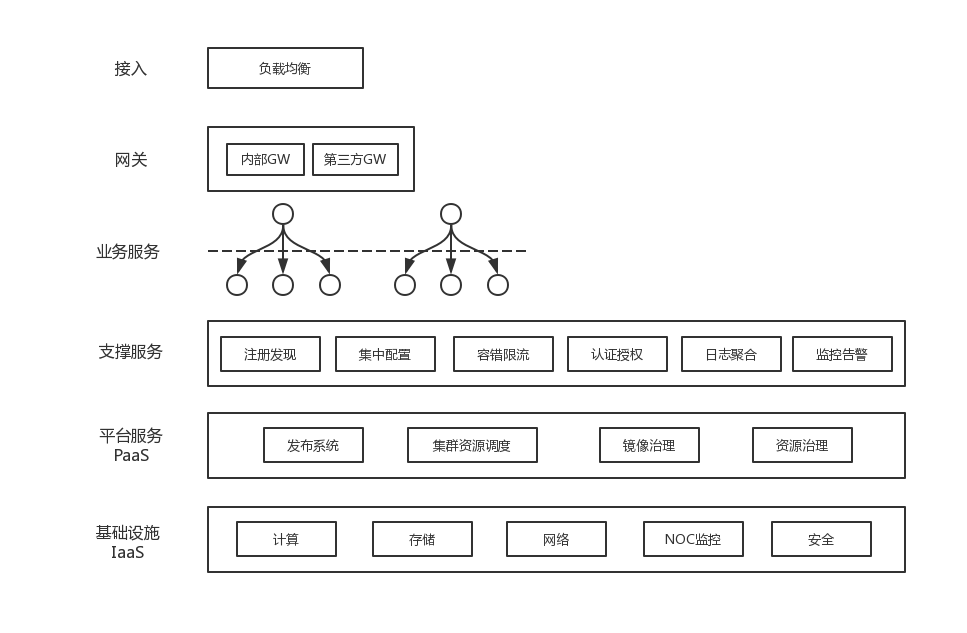 接入
负载均衡
网关
内部GW
第三方GW
业务服务
支撑服务
注册发现
集中配置
容错限流
认证授权
日志聚合
监控告警
平台服务
PaaS
发布系统
集群资源调度
镜像治理
资源治理
基础设施
IaaS
计算
存储
网络
NOC监控
安全